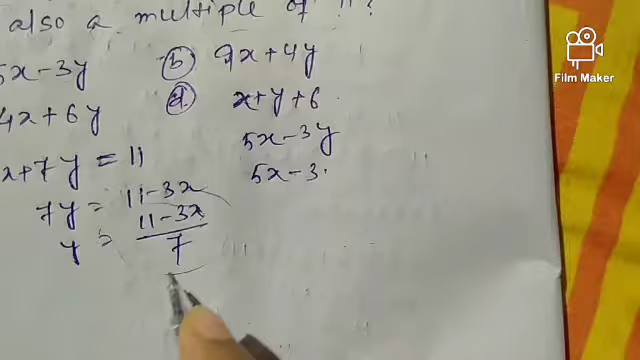 also a multiple of 11?
5x-3y (b) 9x+4y
4x+6y (d) x+y+6
x+7y=11 5x-3y
7y= 11-3x 5x-3.
y= 11-3x
7
Film Maker